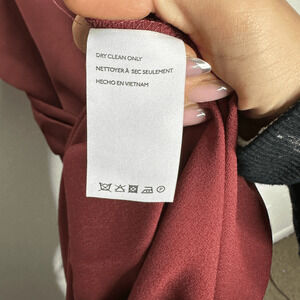 DRY CLEAN ONLY
NETTOYER À SEC SEULEMENT
HECHO EN VIETNAM